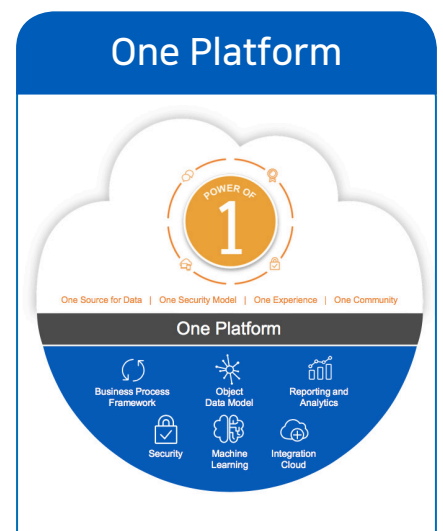 One Platform
POWER OF
1
One Source for Data | One Security Model | One Experience | One Community
One Platform
Business Process
Framework
Object
Data Model
Reporting and
Analytics
Security
Machine
Learning
Integration
Cloud